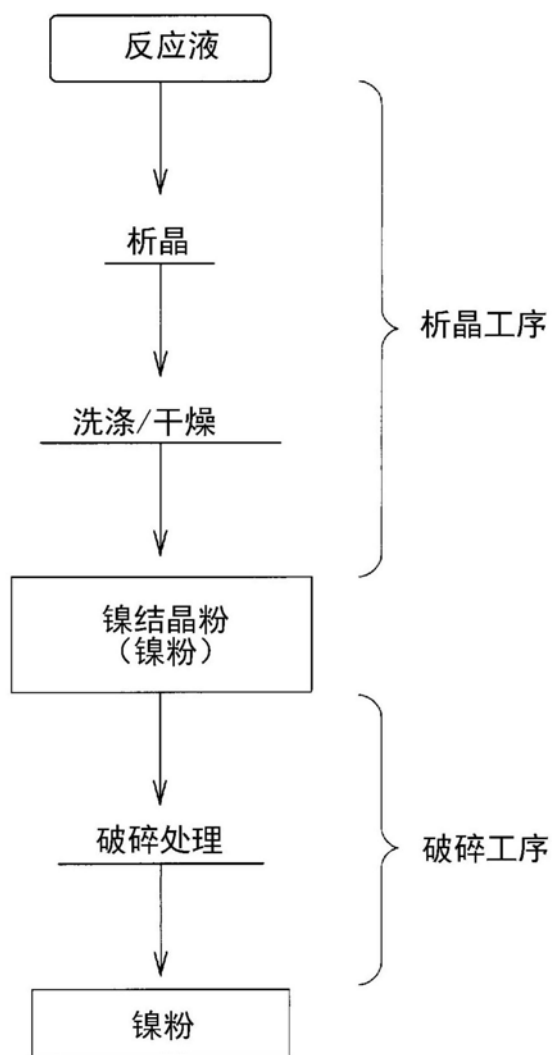 反应液
析晶
析晶工序
洗涤/干燥
镍结晶粉
（镍粉）
破碎处理
破碎工序
镍粉